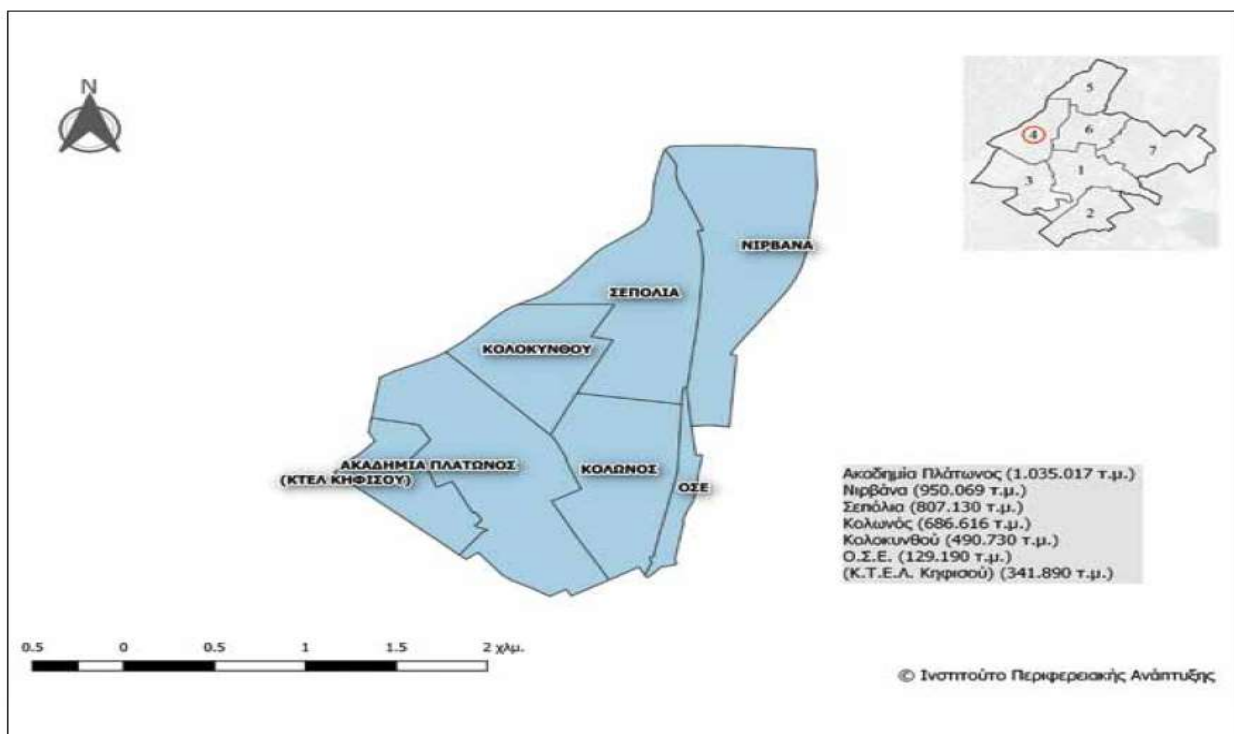 N
5
4
6
7
3
1
2
ΝΙΡΒΑΝΑ
ΣΕΠΟΛΙΑ
ΚΟΛΟΚΥΝΘΟΥ
ΑΚΑΔΗΜΙΑ ΠΛΑΤΩΝΟΣ
ΚΟΛΩΝΟΣ
(ΚΤΕΛ ΚΗΦΙΣΟΥ)
ΟΣΕ
Ακαδημία Πλάτωνος (1.035.017 τ.μ.)
Νιρβάνα (950.069 τ.μ.)
Σεπόλια (807.130 τ.μ.)
Κολωνός (686.616 τ.μ.)
Κολοκυνθού (490.730 τ.μ.)
Ο.Σ.Ε. (129.190 τ.μ.)
(Κ.Τ.Ε.Λ. Κηφισού) (341.890 τ.μ.)
0.5 0 0.5 1 1.5 2 χλμ.
© Ινστιτούτο Περιφερειακής Ανάπτυξης